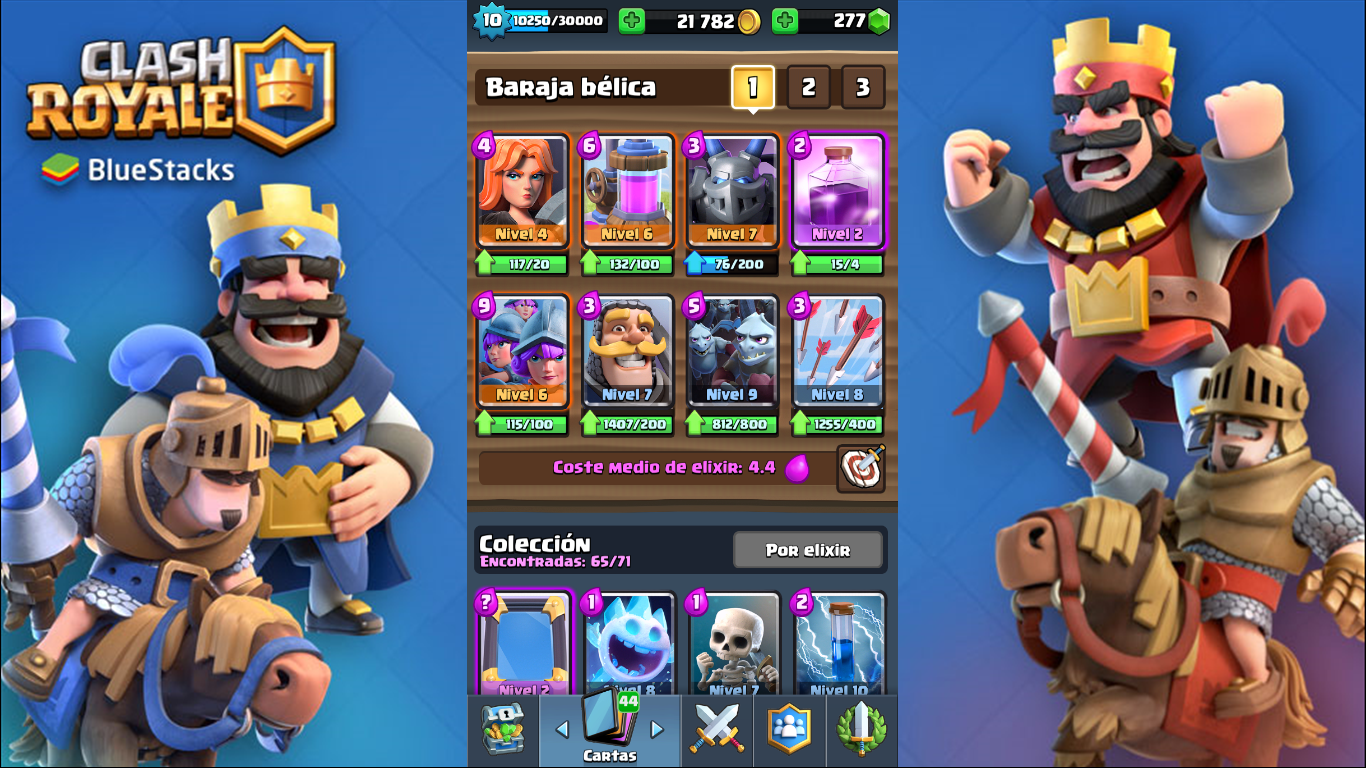 CLASH
ROYALE
BlueStacks
10 10250/30000 21 782 277
Baraja bélica 1 2 3
4 6 3 2
Nivel 4 Nivel 6 Nivel 7 Nivel 2
117/20 132/100 76/200 15/4
9 3 5 3
Nivel 6 Nivel 7 Nivel 9 Nivel 8
115/100 1407/200 812/800 1255/400
Coste medio de elixir: 4.4
Colección Por elixir
Encontradas: 65/71
? 1 1 2
Nivel 2 Nivel 8 Nivel 7 Nivel 10
44
Cartas